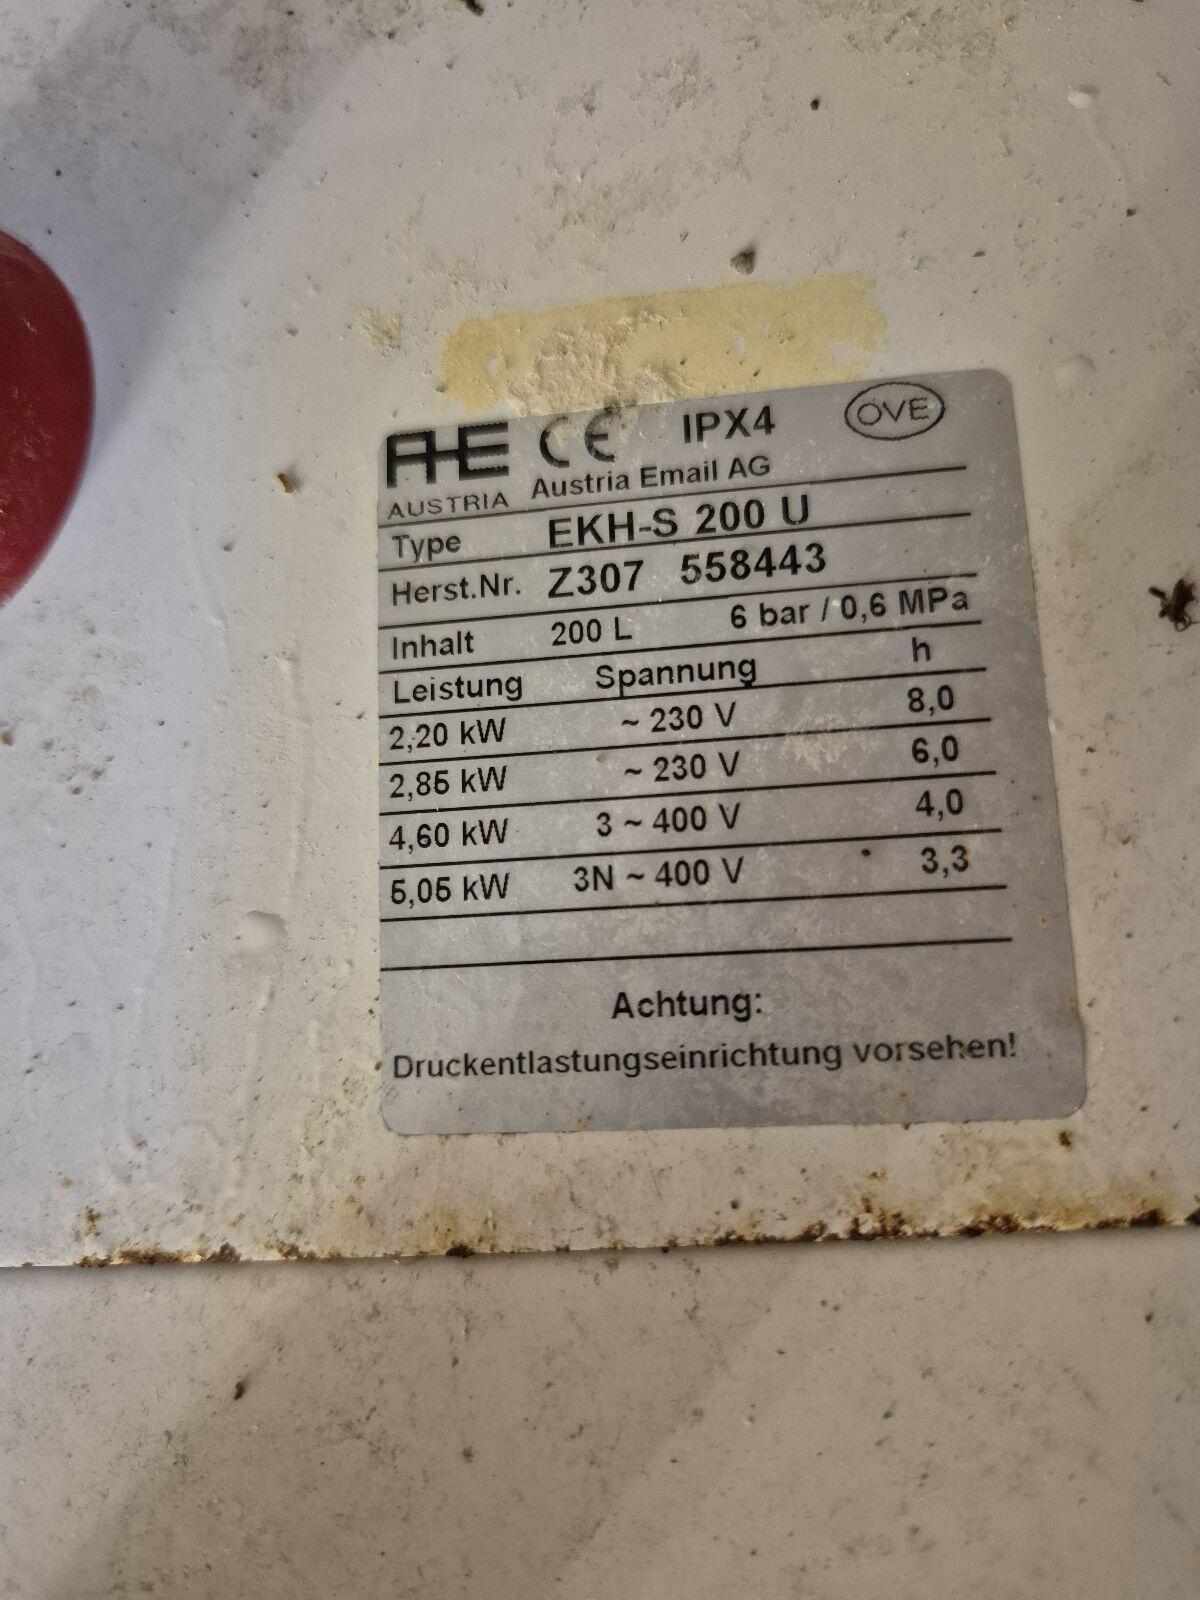 AHE CE IPX4 ÖVE
AUSTRIA Austria Email AG
Type EKH-S 200 U
Herst.Nr. Z307 558443
Inhalt 200 L 6 bar / 0,6 MPa
Leistung Spannung h
2,20 kW ~ 230 V 8,0
2,85 kW ~ 230 V 6,0
4,60 kW 3 ~ 400 V 4,0
5,05 kW 3N ~ 400 V 3,3
Achtung:
Druckentlastungseinrichtung vorsehen!